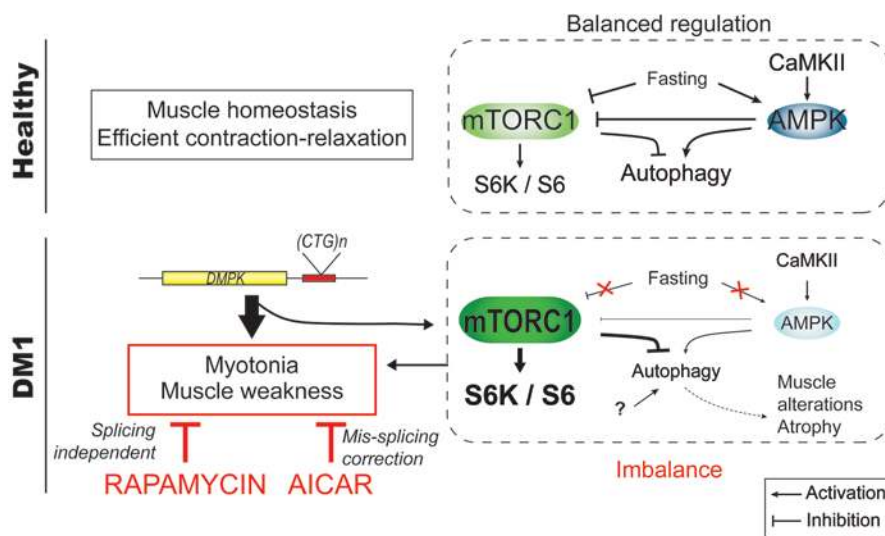 Healthy
Muscle homeostasis
Efficient contraction-relaxation
Balanced regulation
CaMKII
Fasting
mTORC1
AMPK
S6K / S6
Autophagy
DM1
(CTG)n
DMPK
Myotonia
Muscle weakness
Splicing
independent
Mis-splicing
correction
RAPAMYCIN
AICAR
CaMKII
Fasting
mTORC1
AMPK
S6K / S6
Autophagy
?
Muscle
alterations
Atrophy
Imbalance
Activation
Inhibition